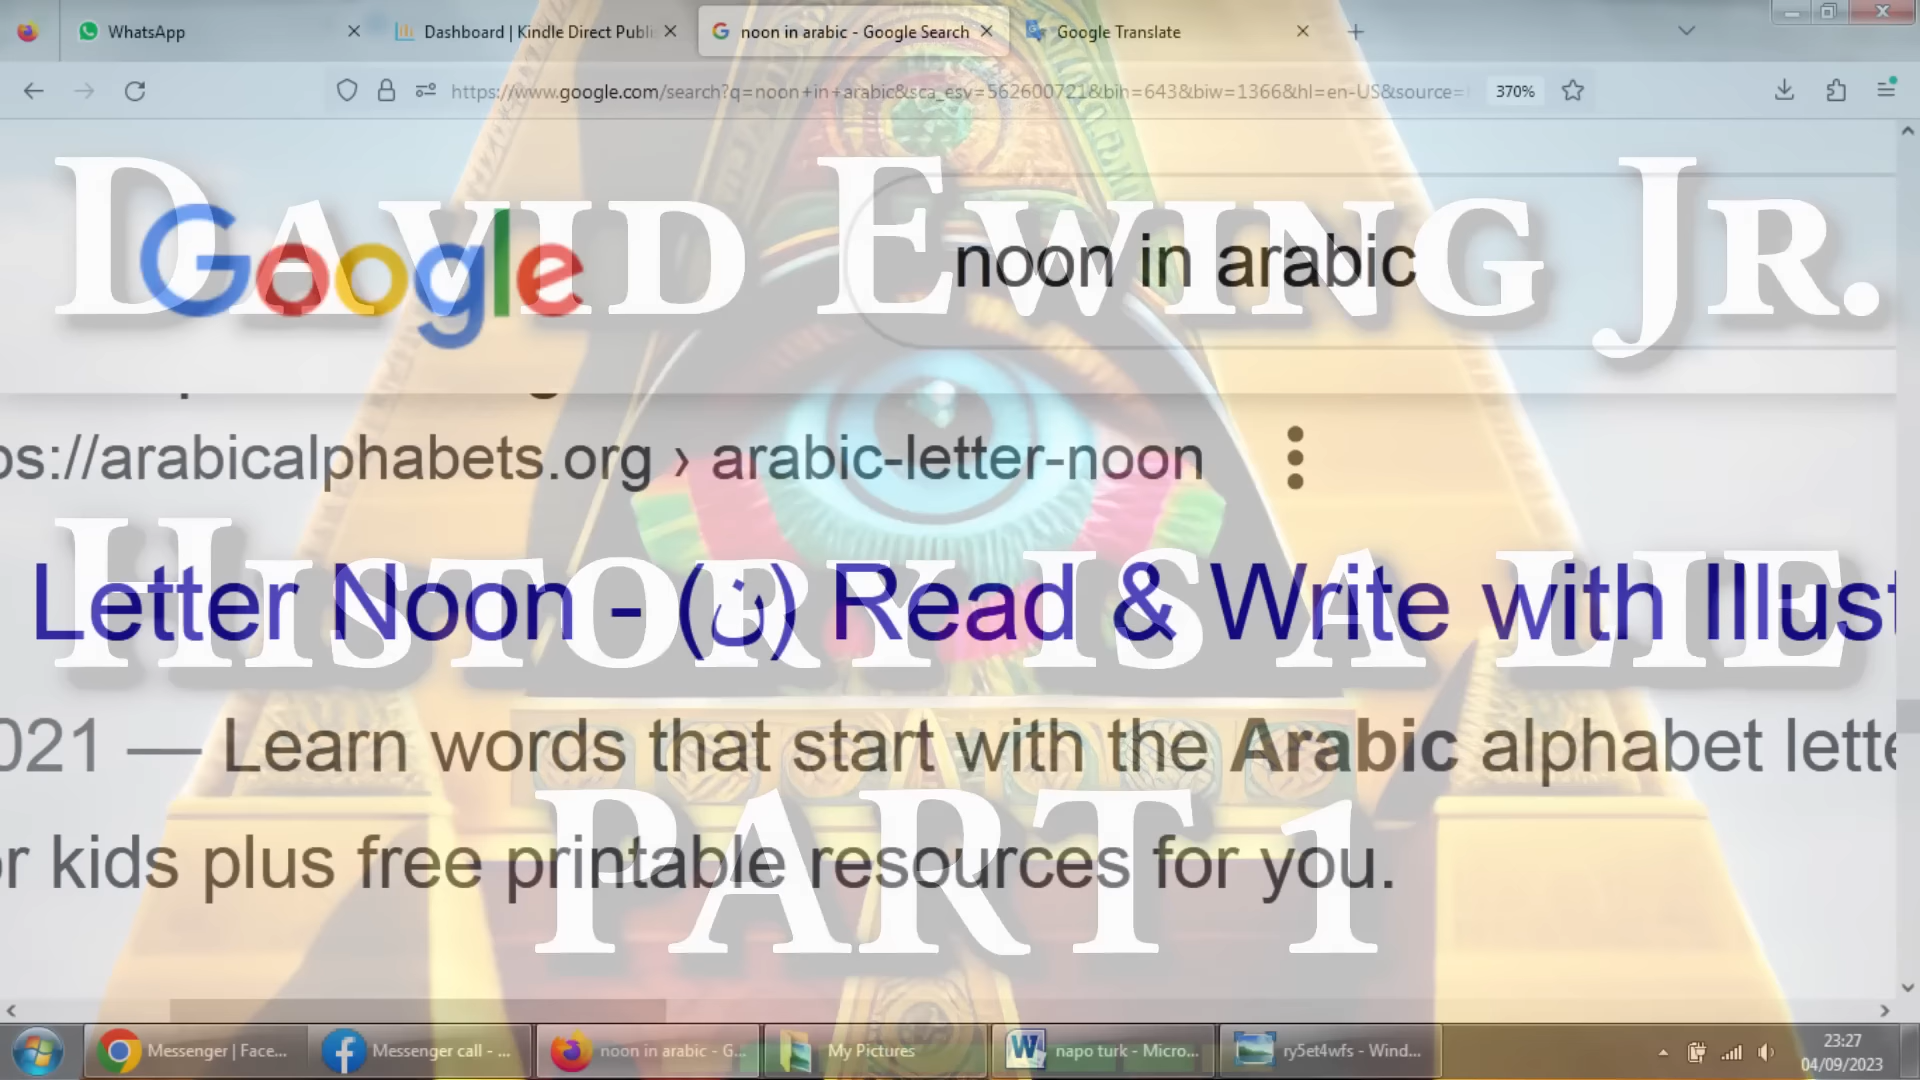 WhatsApp
Dashboard | Kindle Direct Publi
noon in arabic - Google Search
Google Translate
https://www.google.com/search?q=noon+in+arabic&sca_esv=562600721&bin=643&biw=1366&hl=en-US&source=
370%
David Ewing Jr.
Google
noon in arabic
ps://arabicalphabets.org › arabic-letter-noon
History is a lie
Letter Noon - (ن) Read & Write with Illust
021 — Learn words that start with the Arabic alphabet lette
Part 1
or kids plus free printable resources for you.
Messenger | Face...
Messenger call - ...
noon in arabic - G...
My Pictures
napo turk - Micro...
ry5et4wfs - Wind...
23:27
04/09/2023